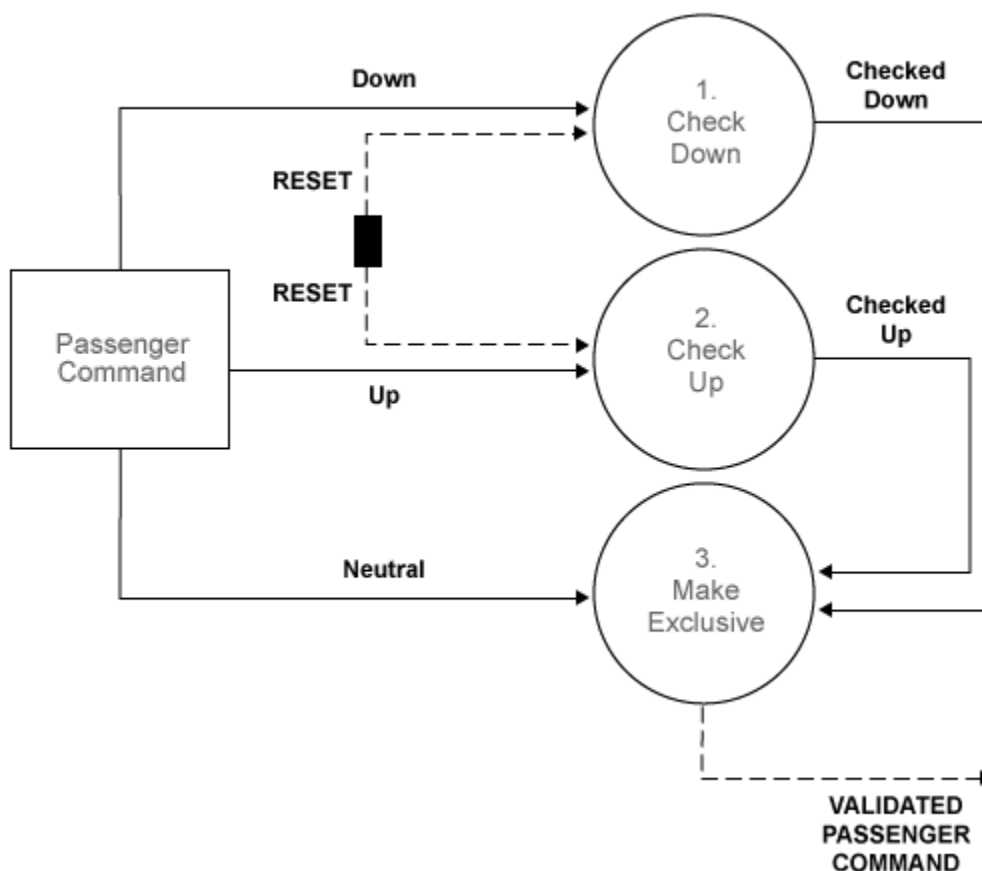 Down
Checked
Down
1.
Check
Down
RESET
RESET
Passenger
Command
Up
2.
Check
Up
Checked
Up
Neutral
3.
Make
Exclusive
VALIDATED
PASSENGER
COMMAND